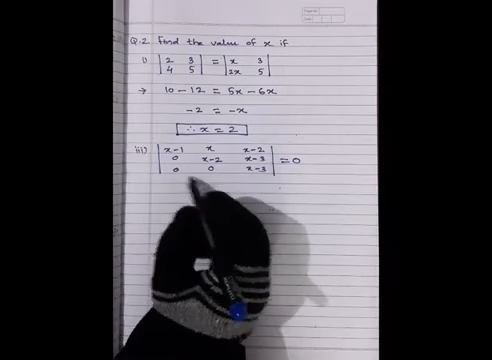 Q.2 Find the value of x if
i) | 2 3 | = | x 3 |
| 4 5 | | 2x 5 |
→ 10 - 12 = 5x - 6x
-2 = -x
∴ x = 2
iii) | x-1 x x-2 |
| 0 x-2 x-3 | = 0
| 0 0 x-3 |